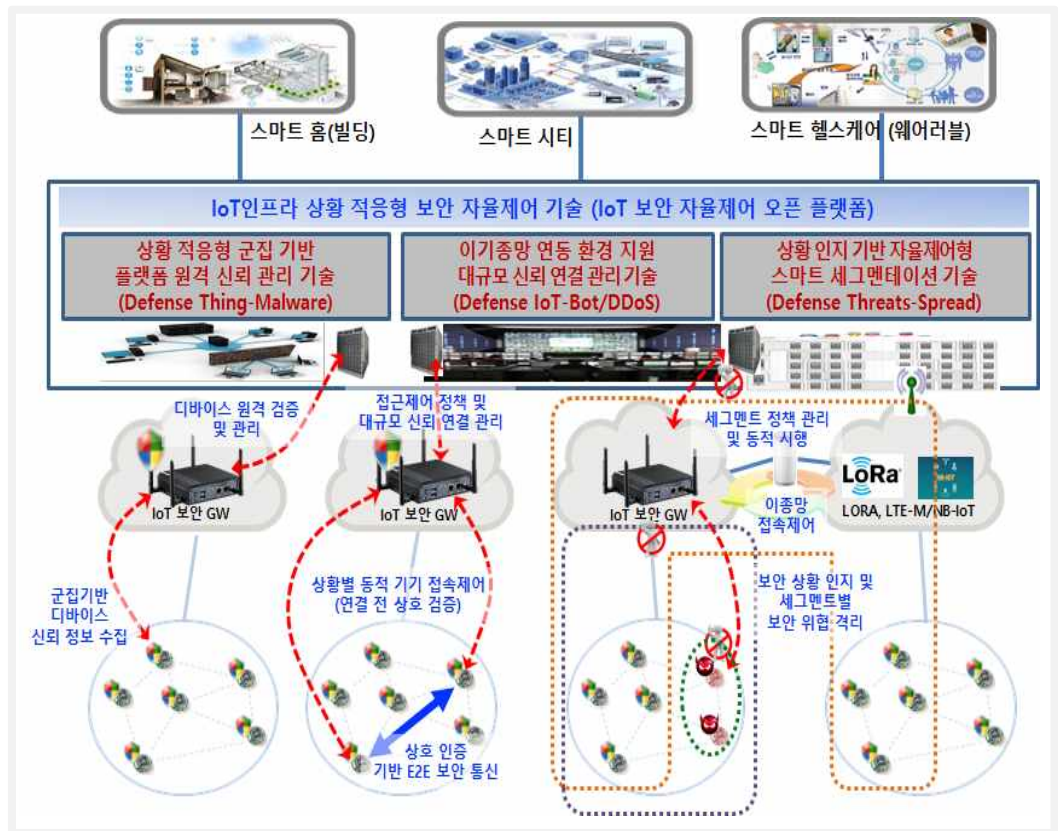 스마트 홈(빌딩)
스마트 시티
스마트 헬스케어 (웨어러블)
IoT인프라 상황 적응형 보안 자율제어 기술 (IoT 보안 자율제어 오픈 플랫폼)
상황 적응형 군집 기반
플랫폼 원격 신뢰 관리 기술
(Defense Thing-Malware)
이기종망 연동 환경 지원
대규모 신뢰 연결 관리 기술
(Defense IoT-Bot/DDoS)
상황 인지 기반 자율제어형
스마트 세그멘테이션 기술
(Defense Threats-Spread)
디바이스 원격 검증
및 관리
접근제어 정책 및
대규모 신뢰 연결 관리
세그먼트 정책 관리
및 동적 시행
IoT 보안 GW
IoT 보안 GW
IoT 보안 GW
이종망
접속제어
LoRa
LORA, LTE-M/NB-IoT
군집기반
디바이스
신뢰 정보 수집
상황별 동적 기기 접속제어
(연결 전 상호 검증)
보안 상황 인지 및
세그먼트별
보안 위협 격리
상호 인증
기반 E2E 보안 통신